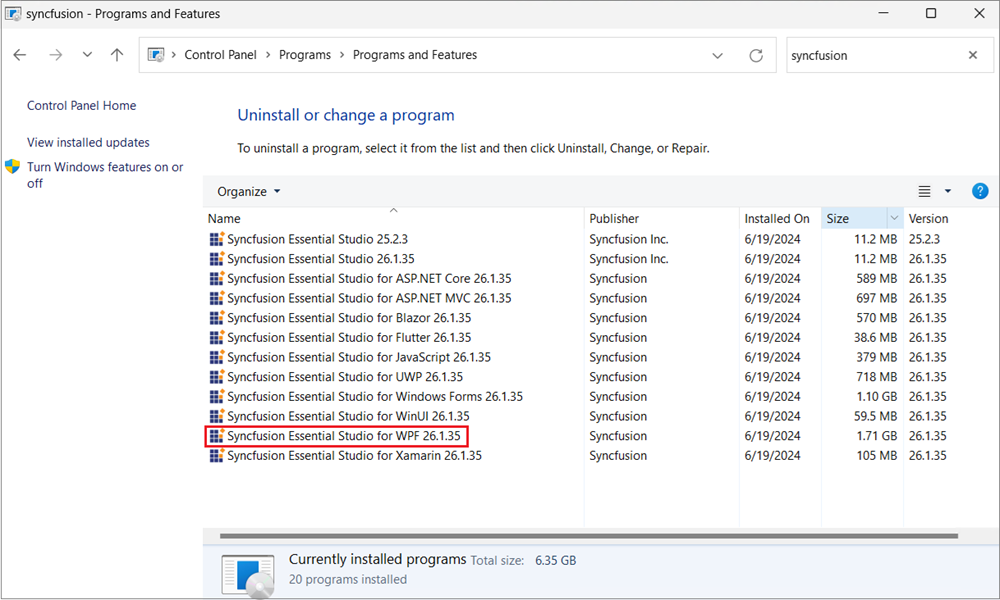 syncfusion - Programs and Features
Control Panel > Programs > Programs and Features
syncfusion
Control Panel Home
View installed updates
Turn Windows features on or
off
Uninstall or change a program
To uninstall a program, select it from the list and then click Uninstall, Change, or Repair.
Organize
Name Publisher Installed On Size Version
Syncfusion Essential Studio 25.2.3 Syncfusion Inc. 6/19/2024 11.2 MB 25.2.3
Syncfusion Essential Studio 26.1.35 Syncfusion Inc. 6/19/2024 11.2 MB 26.1.35
Syncfusion Essential Studio for ASP.NET Core 26.1.35 Syncfusion 6/19/2024 589 MB 26.1.35
Syncfusion Essential Studio for ASP.NET MVC 26.1.35 Syncfusion 6/19/2024 697 MB 26.1.35
Syncfusion Essential Studio for Blazor 26.1.35 Syncfusion 6/19/2024 570 MB 26.1.35
Syncfusion Essential Studio for Flutter 26.1.35 Syncfusion 6/19/2024 38.6 MB 26.1.35
Syncfusion Essential Studio for JavaScript 26.1.35 Syncfusion 6/19/2024 379 MB 26.1.35
Syncfusion Essential Studio for UWP 26.1.35 Syncfusion 6/19/2024 718 MB 26.1.35
Syncfusion Essential Studio for Windows Forms 26.1.35 Syncfusion 6/19/2024 1.10 GB 26.1.35
Syncfusion Essential Studio for WinUI 26.1.35 Syncfusion 6/19/2024 59.5 MB 26.1.35
Syncfusion Essential Studio for WPF 26.1.35 Syncfusion 6/19/2024 1.71 GB 26.1.35
Syncfusion Essential Studio for Xamarin 26.1.35 Syncfusion 6/19/2024 105 MB 26.1.35
Currently installed programs Total size: 6.35 GB
20 programs installed